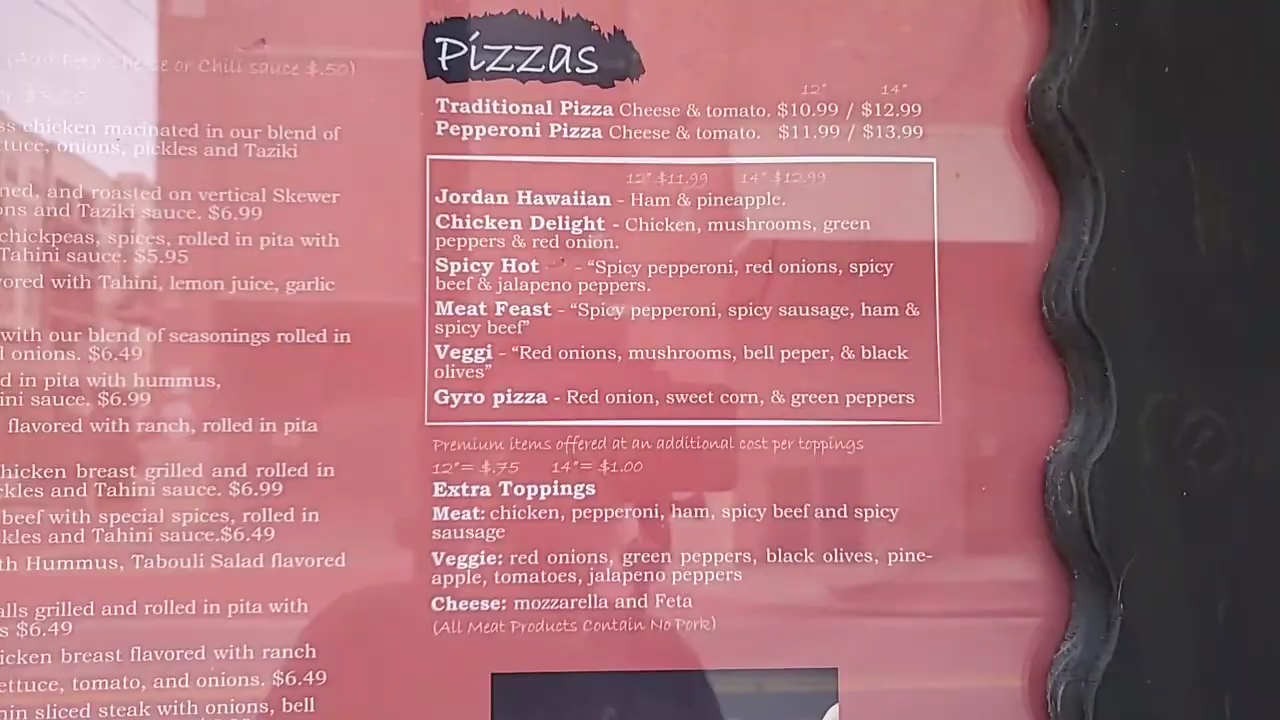 (Add Feta Cheese or Chili sauce $.50)
ss chicken marinated in our blend of
tuce, onions, pickles and Taziki
ned, and roasted on vertical Skewer
ons and Taziki sauce. $6.99
chickpeas, spices, rolled in pita with
Tahini sauce. $5.95
vored with Tahini, lemon juice, garlic
with our blend of seasonings rolled in
d onions. $6.49
d in pita with hummus,
ini sauce. $6.99
flavored with ranch, rolled in pita
hicken breast grilled and rolled in
ckles and Tahini sauce. $6.99
beef with special spices, rolled in
kles and Tahini sauce.$6.49
th Hummus, Tabouli Salad flavored
alls grilled and rolled in pita with
s $6.49
icken breast flavored with ranch
ettuce, tomato, and onions. $6.49
hin sliced steak with onions, bell
Pizzas
12" 14"
Traditional Pizza Cheese & tomato. $10.99 / $12.99
Pepperoni Pizza Cheese & tomato. $11.99 / $13.99
12" $11.99 14" $12.99
Jordan Hawaiian - Ham & pineapple.
Chicken Delight - Chicken, mushrooms, green
peppers & red onion.
Spicy Hot - "Spicy pepperoni, red onions, spicy
beef & jalapeno peppers.
Meat Feast - "Spicy pepperoni, spicy sausage, ham &
spicy beef"
Veggi - "Red onions, mushrooms, bell peper, & black
olives"
Gyro pizza - Red onion, sweet corn, & green peppers
Premium items offered at an additional cost per toppings
12"= $.75 14"= $1.00
Extra Toppings
Meat: chicken, pepperoni, ham, spicy beef and spicy
sausage
Veggie: red onions, green peppers, black olives, pine-
apple, tomatoes, jalapeno peppers
Cheese: mozzarella and Feta
(All Meat Products Contain No Pork)